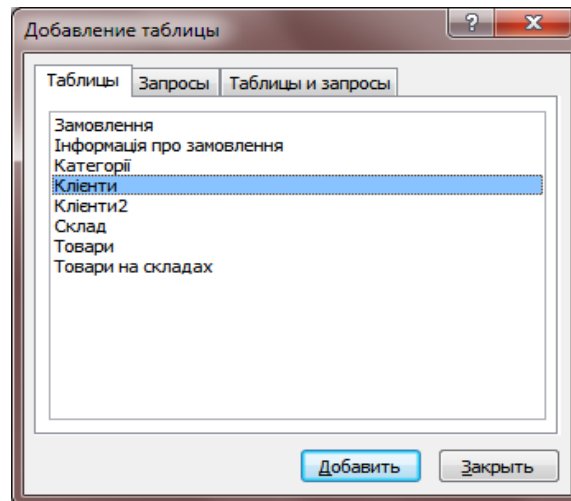 Добавление таблицы
?
Таблицы Запросы Таблицы и запросы
Замовлення
Інформація про замовлення
Категорії
Клієнти
Клієнти2
Склад
Товари
Товари на складах
Добавить Закрыть